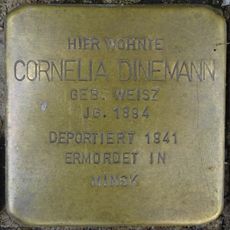 HIER WOHNTE
CORNELIA DINEMANN
GEB. WEISZ
JG. 1894
DEPORTIERT 1941
ERMORDET IN
MINSK